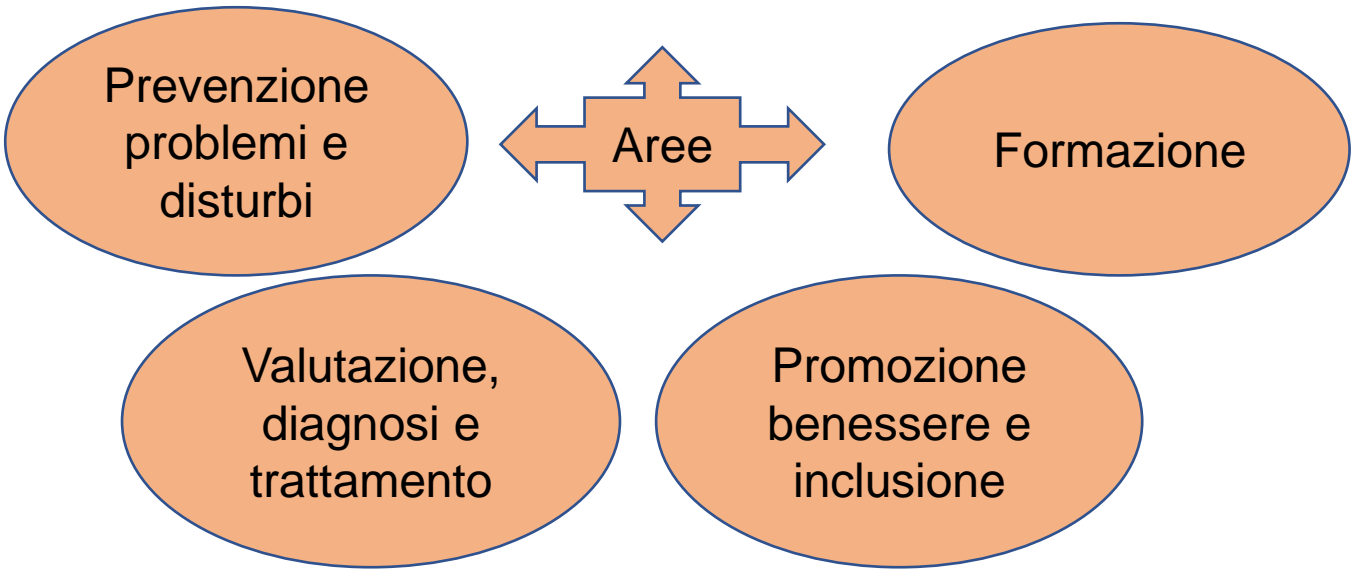 Prevenzione
problemi e
disturbi
Aree
Formazione
Valutazione,
diagnosi e
trattamento
Promozione
benessere e
inclusione